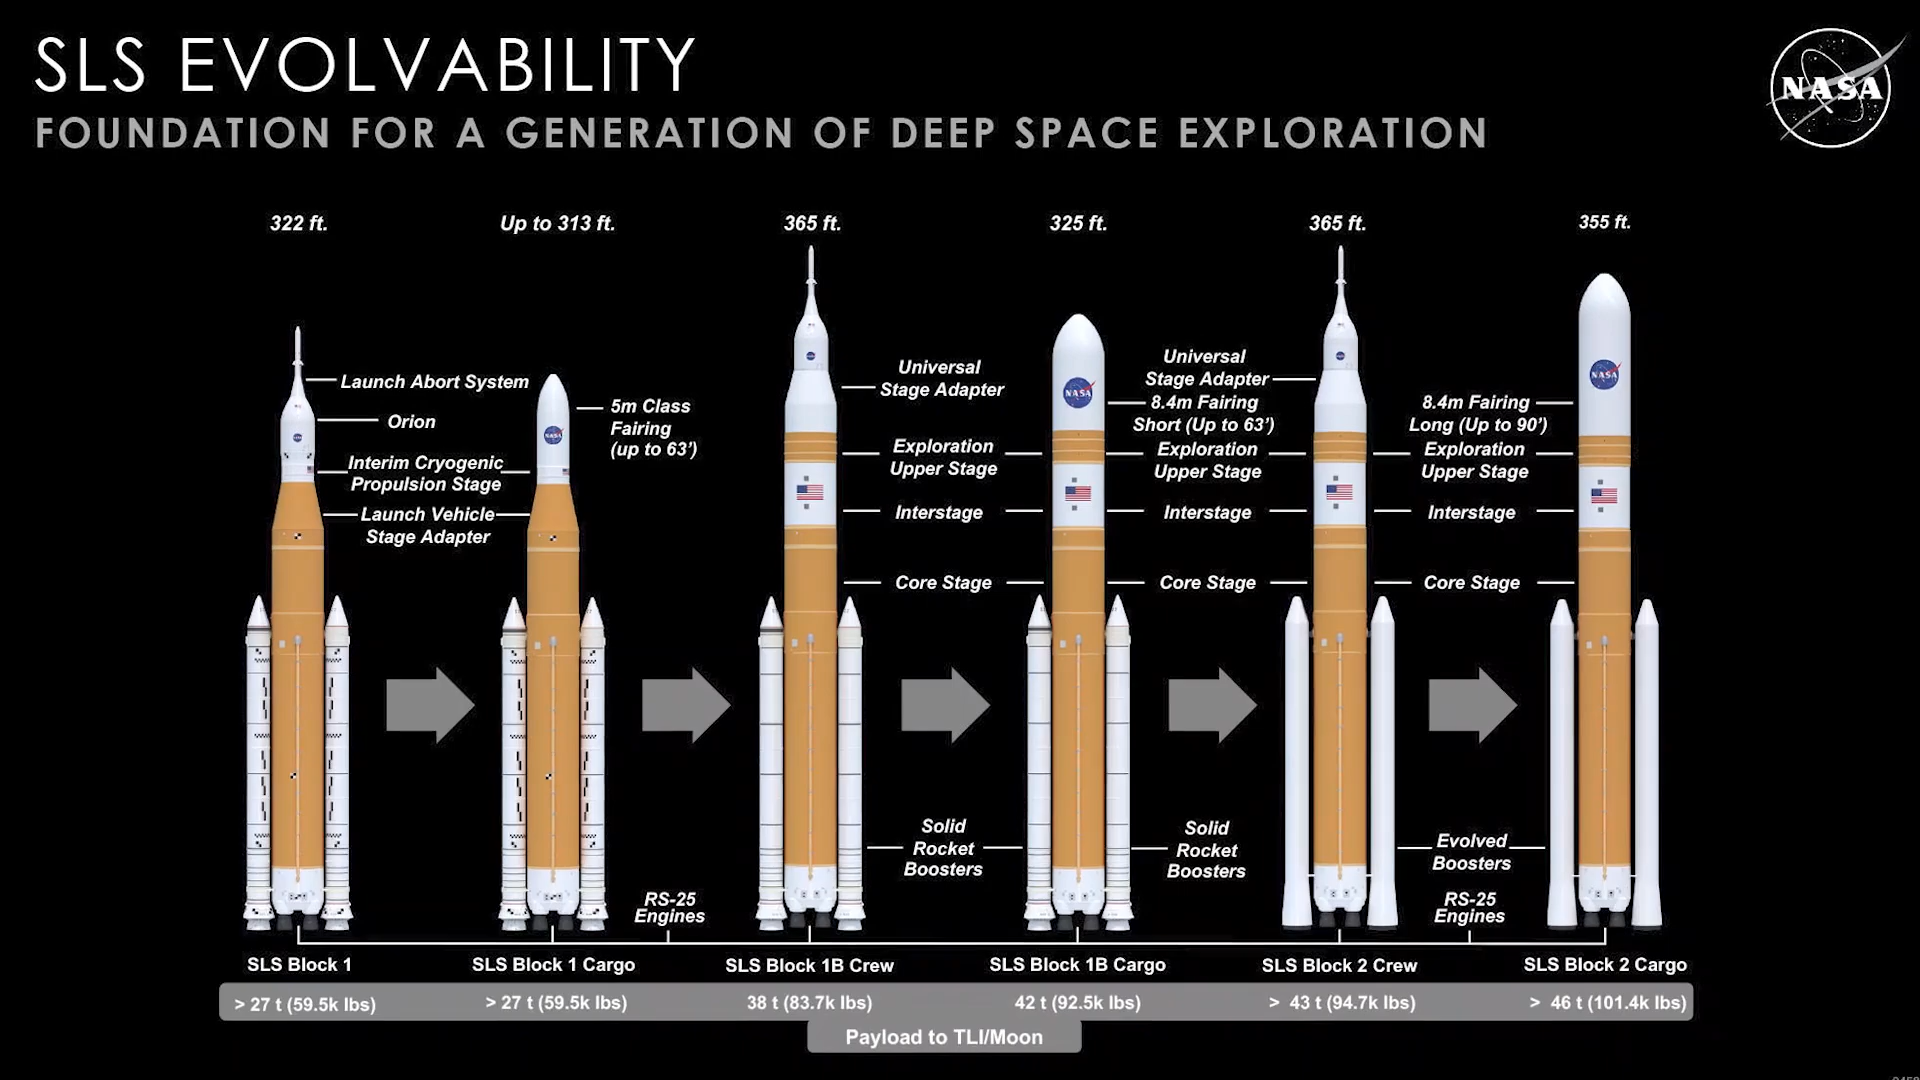 SLS EVOLVABILITY
FOUNDATION FOR A GENERATION OF DEEP SPACE EXPLORATION
NASA
322 ft.
Up to 313 ft.
365 ft.
325 ft.
365 ft.
355 ft.
Launch Abort System
Orion
Interim Cryogenic
Propulsion Stage
Launch Vehicle
Stage Adapter
5m Class
Fairing
(up to 63’)
Universal
Stage Adapter
Exploration
Upper Stage
Interstage
Core Stage
Solid
Rocket
Boosters
Universal
Stage Adapter
8.4m Fairing
Short (Up to 63’)
Exploration
Upper Stage
Interstage
Core Stage
Solid
Rocket
Boosters
8.4m Fairing
Long (Up to 90’)
Exploration
Upper Stage
Interstage
Core Stage
Evolved
Boosters
NASA
NASA
NASA
RS-25
Engines
RS-25
Engines
SLS Block 1
SLS Block 1 Cargo
SLS Block 1B Crew
SLS Block 1B Cargo
SLS Block 2 Crew
SLS Block 2 Cargo
> 27 t (59.5k lbs)
> 27 t (59.5k lbs)
38 t (83.7k lbs)
42 t (92.5k lbs)
> 43 t (94.7k lbs)
> 46 t (101.4k lbs)
Payload to TLI/Moon